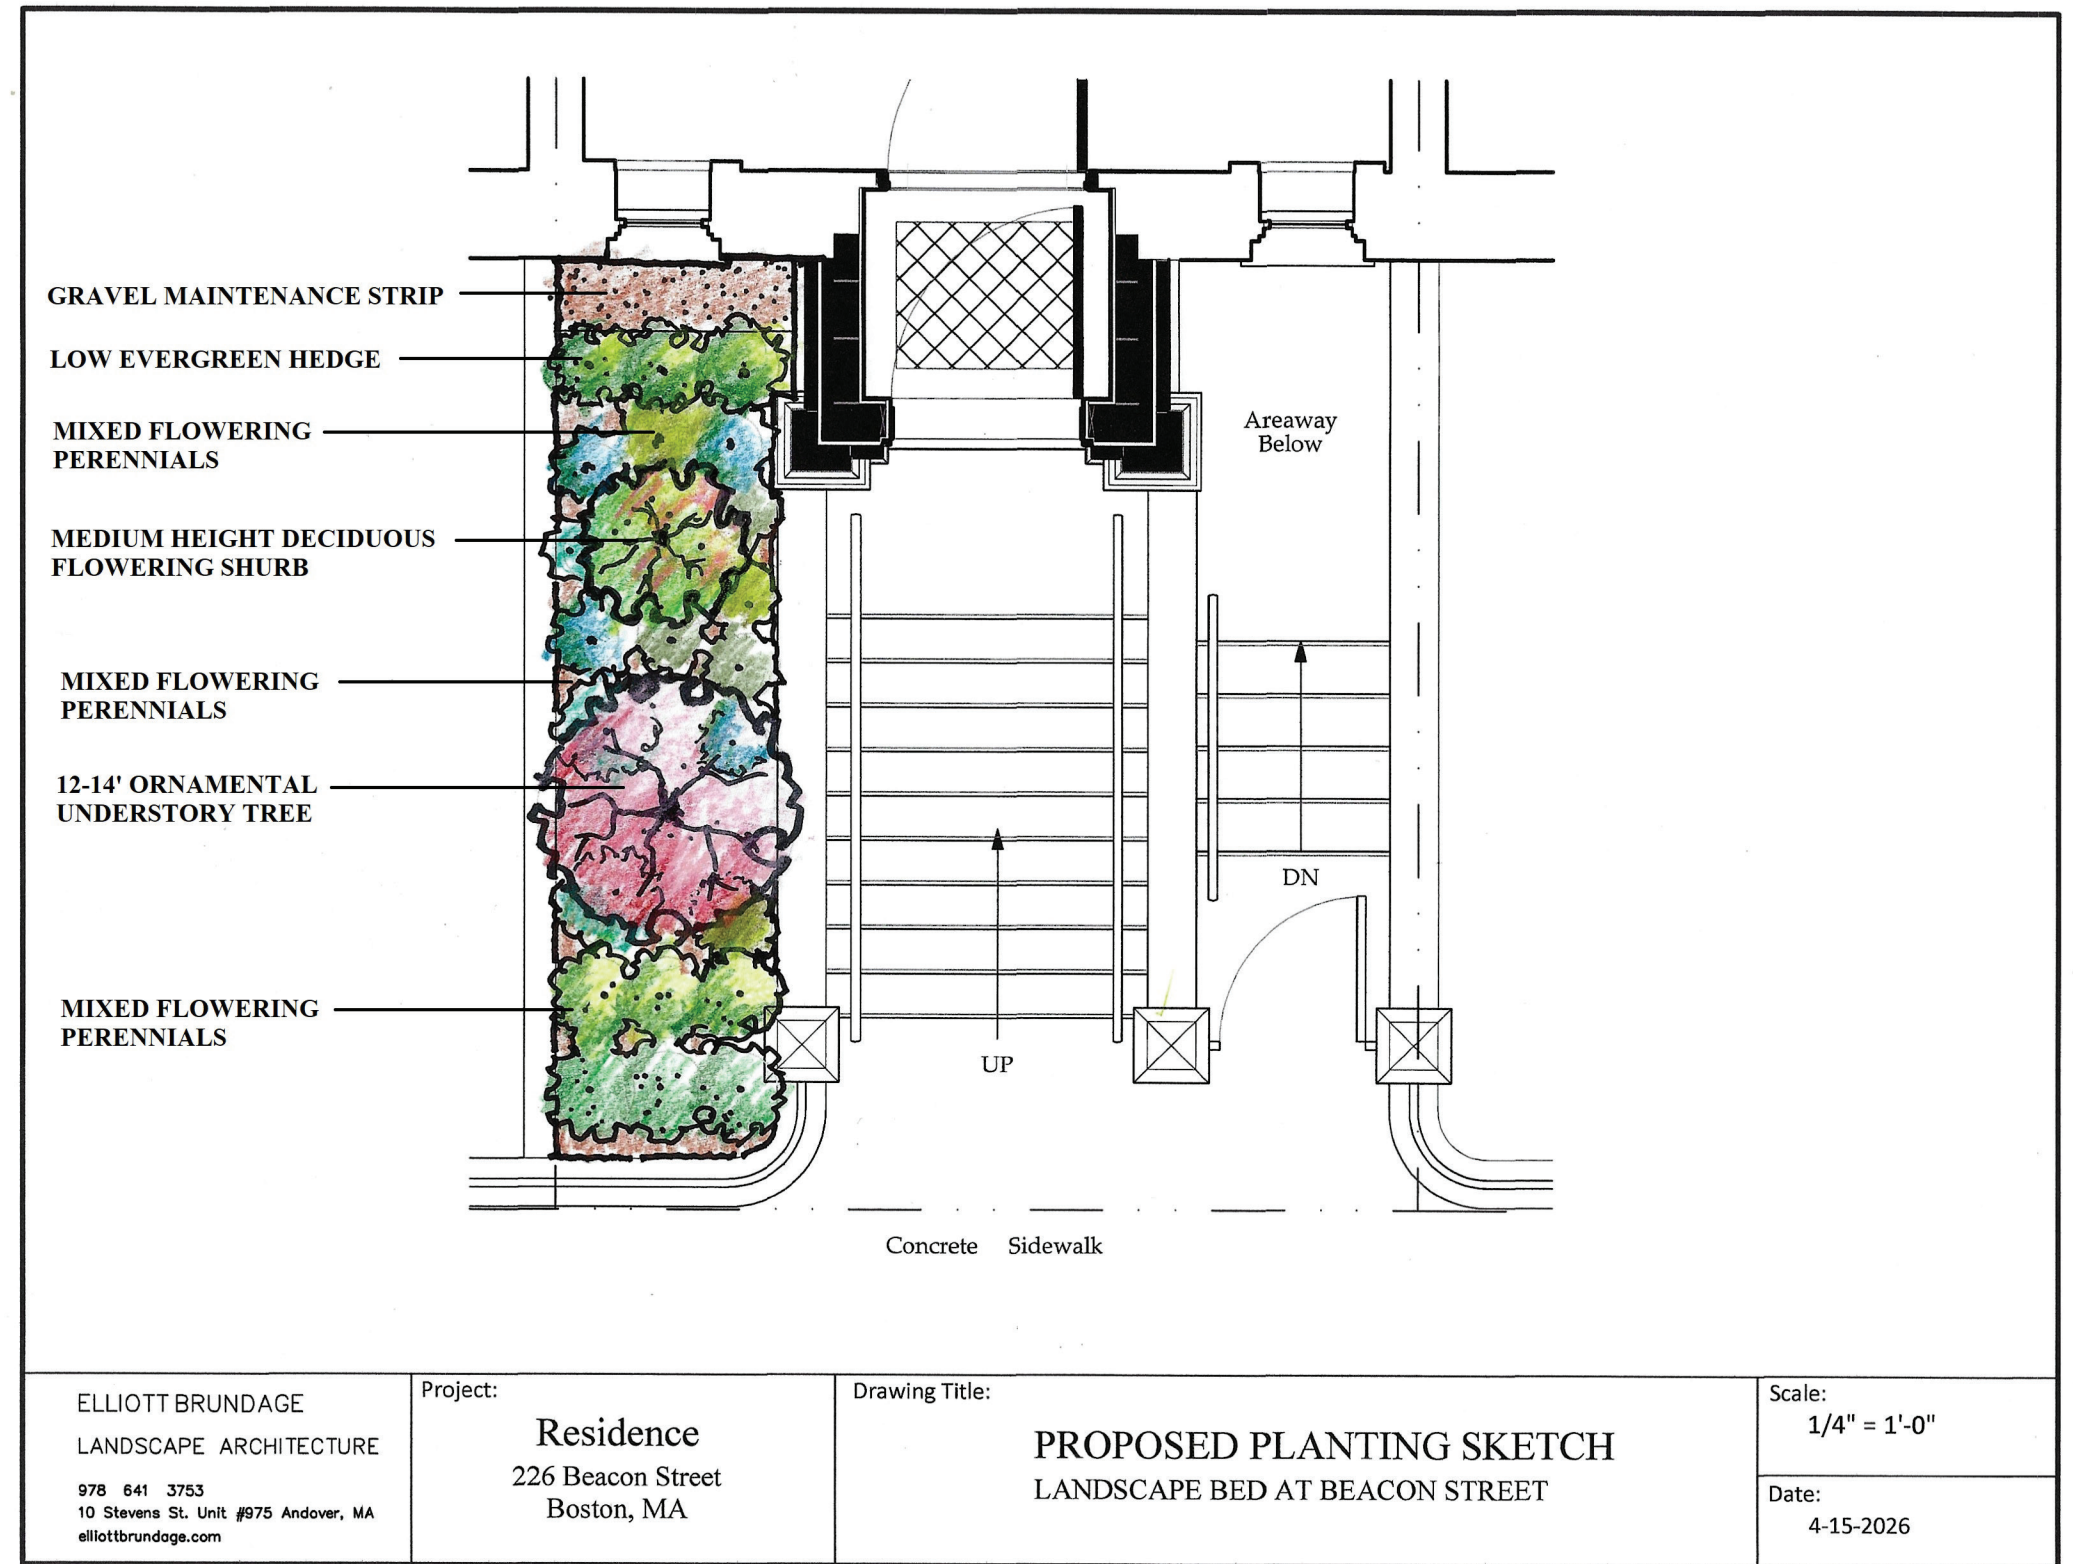 GRAVEL MAINTENANCE STRIP
LOW EVERGREEN HEDGE
MIXED FLOWERING
PERENNIALS
MEDIUM HEIGHT DECIDUOUS
FLOWERING SHURB
MIXED FLOWERING
PERENNIALS
12-14' ORNAMENTAL
UNDERSTORY TREE
MIXED FLOWERING
PERENNIALS
Areaway
Below
DN
UP
Concrete Sidewalk
ELLIOTT BRUNDAGE
LANDSCAPE ARCHITECTURE
978 641 3753
10 Stevens St. Unit #975 Andover, MA
elliottbrundage.com
Project:
Residence
226 Beacon Street
Boston, MA
Drawing Title:
PROPOSED PLANTING SKETCH
LANDSCAPE BED AT BEACON STREET
Scale:
1/4" = 1'-0"
Date:
4-15-2026